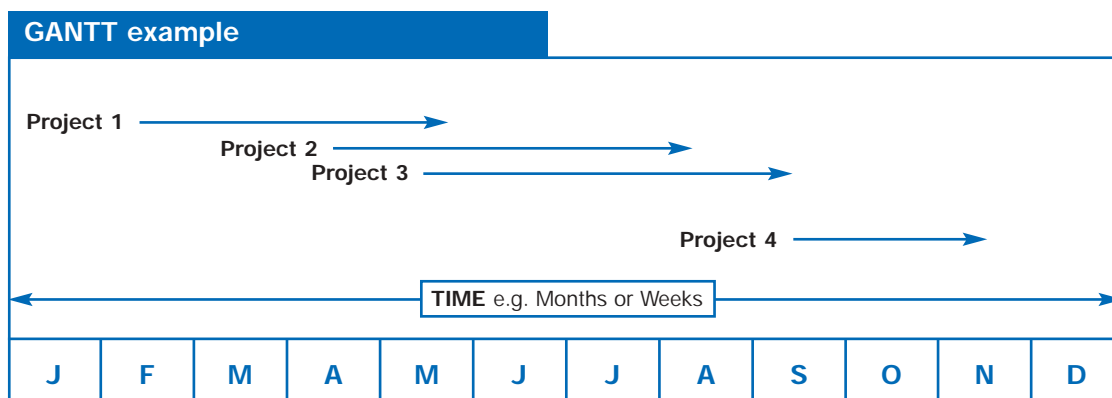 GANTT example
Project 1
Project 2
Project 3
Project 4
TIME e.g. Months or Weeks
J F M A M J J A S O N D